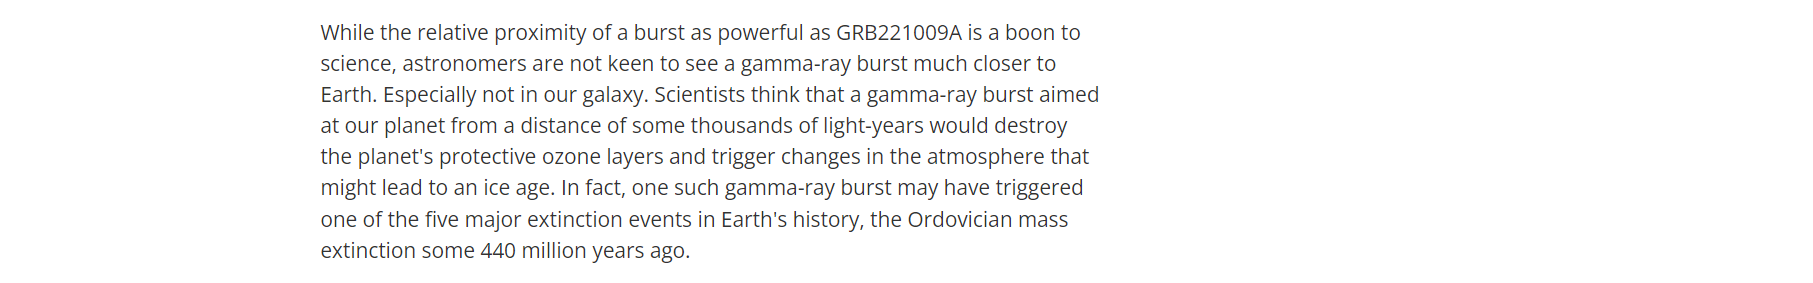 While the relative proximity of a burst as powerful as GRB221009A is a boon to
science, astronomers are not keen to see a gamma-ray burst much closer to
Earth. Especially not in our galaxy. Scientists think that a gamma-ray burst aimed
at our planet from a distance of some thousands of light-years would destroy
the planet's protective ozone layers and trigger changes in the atmosphere that
might lead to an ice age. In fact, one such gamma-ray burst may have triggered
one of the five major extinction events in Earth's history, the Ordovician mass
extinction some 440 million years ago.